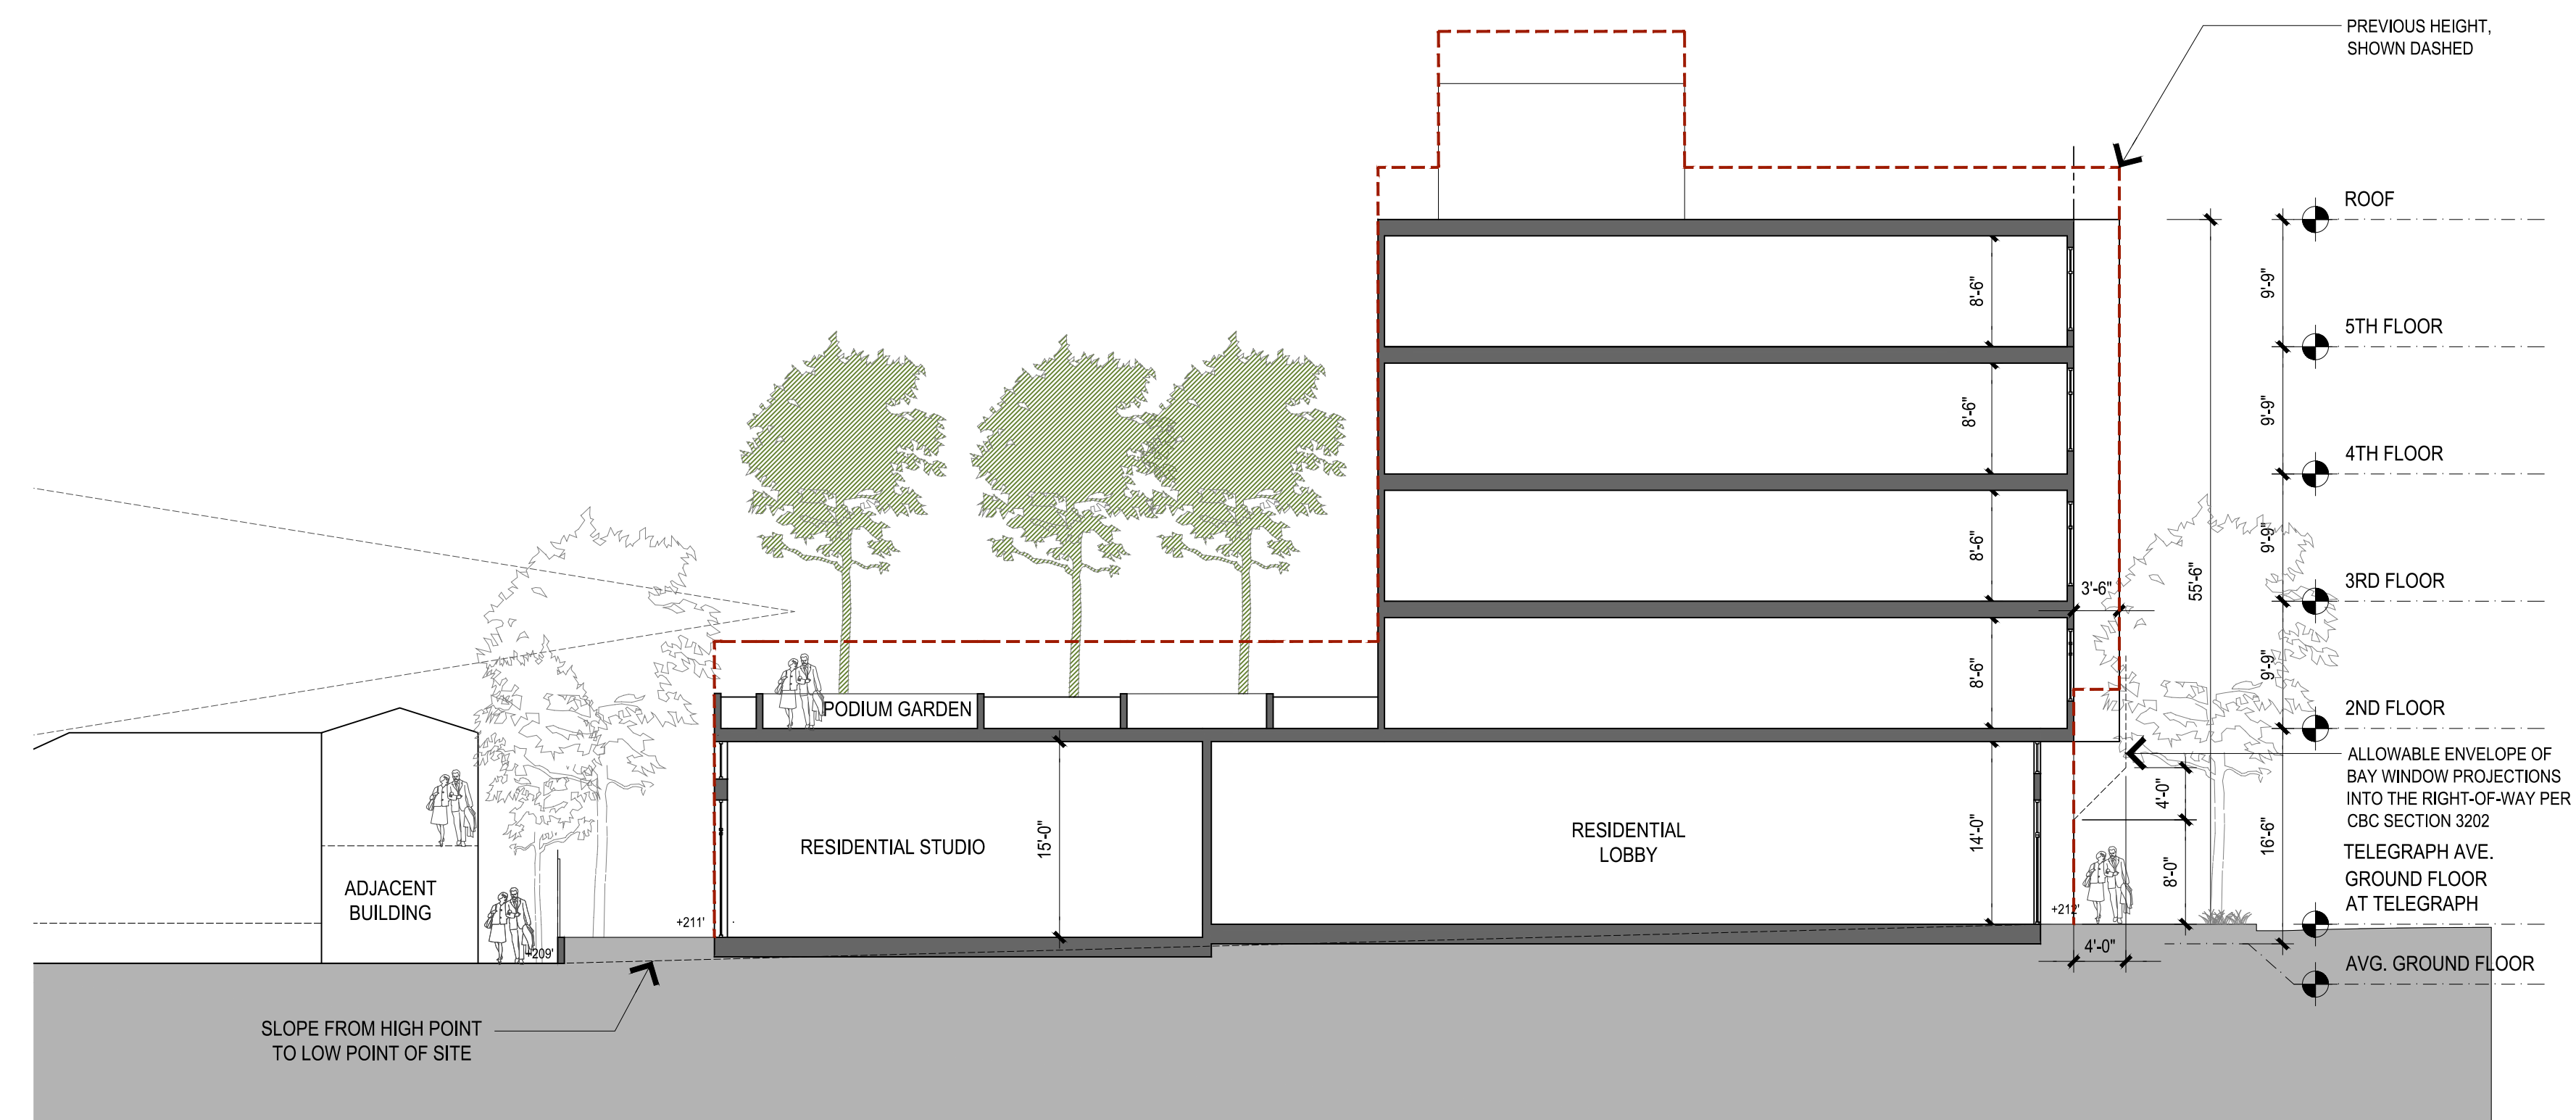 PREVIOUS HEIGHT,
SHOWN DASHED
ROOF
9'-9"
8'-6"
5TH FLOOR
9'-9"
8'-6"
4TH FLOOR
9'-9"
8'-6"
55'-6"
3RD FLOOR
3'-6"
9'-9"
8'-6"
PODIUM GARDEN
2ND FLOOR
ALLOWABLE ENVELOPE OF
BAY WINDOW PROJECTIONS
INTO THE RIGHT-OF-WAY PER
CBC SECTION 3202
4'-0"
16'-6"
RESIDENTIAL STUDIO
15'-0"
RESIDENTIAL
LOBBY
14'-0"
8'-0"
TELEGRAPH AVE.
GROUND FLOOR
AT TELEGRAPH
ADJACENT
BUILDING
+211'
+212'
+209'
4'-0"
AVG. GROUND FLOOR
SLOPE FROM HIGH POINT
TO LOW POINT OF SITE